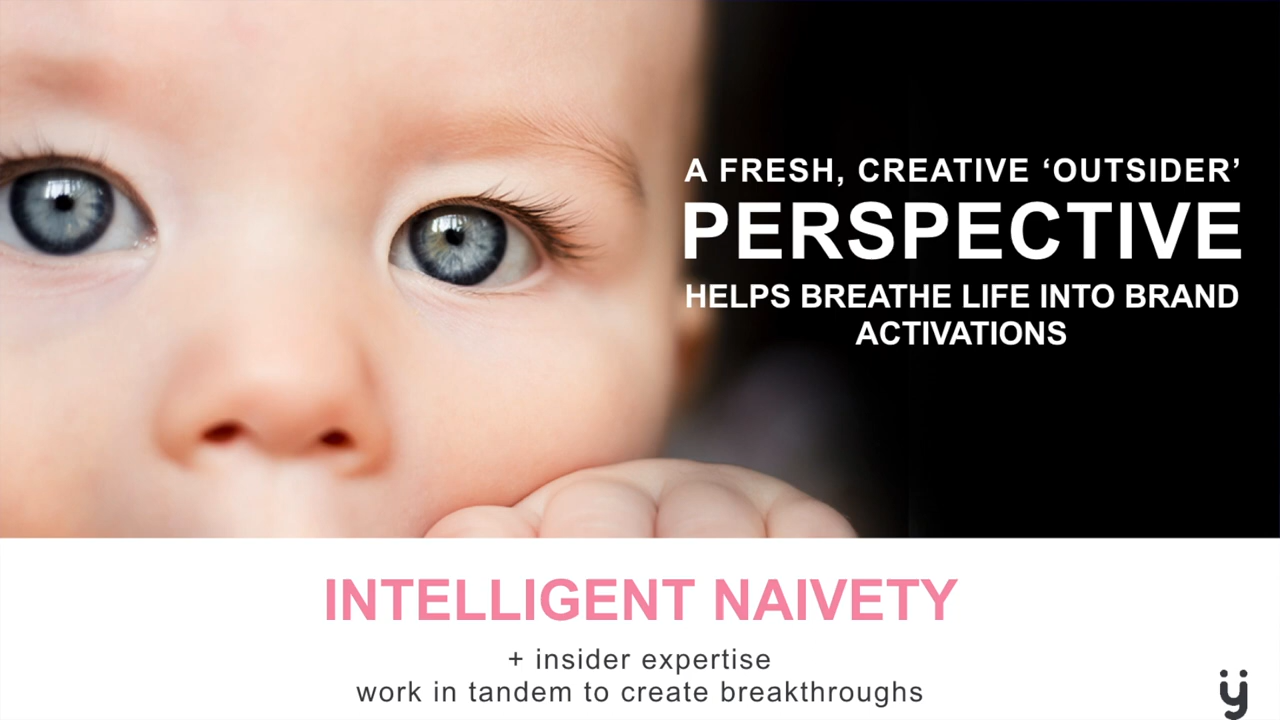 A FRESH, CREATIVE ‘OUTSIDER’
PERSPECTIVE
HELPS BREATHE LIFE INTO BRAND
ACTIVATIONS
INTELLIGENT NAIVETY
+ insider expertise
work in tandem to create breakthroughs
ÿ